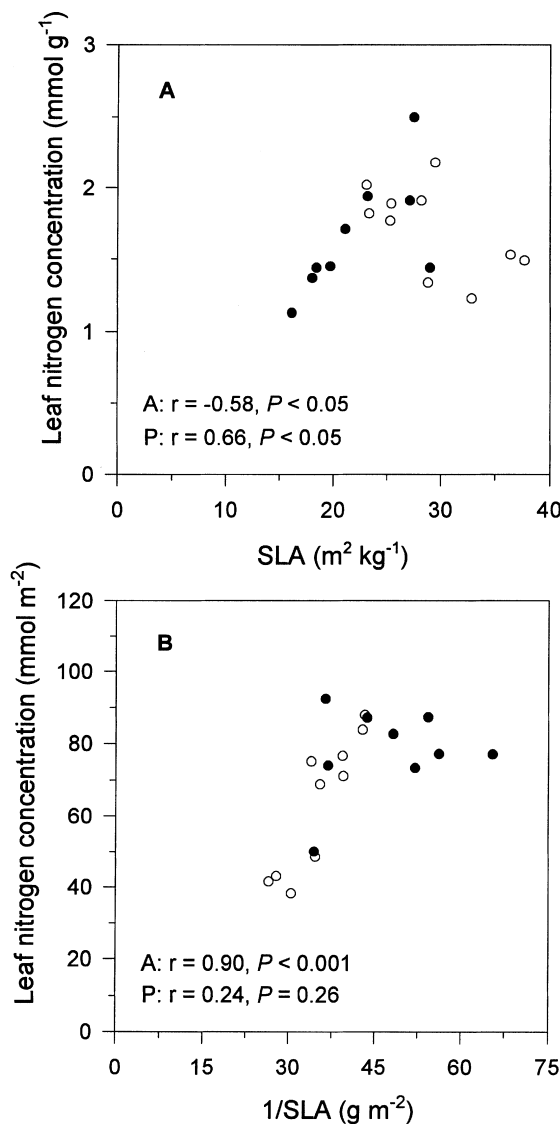 3
2
1
0
Leaf nitrogen concentration (mmol g⁻¹)
A
A: r = -0.58, P < 0.05
P: r = 0.66, P < 0.05
0 10 20 30 40
SLA (m² kg⁻¹)
120
100
80
60
40
20
0
Leaf nitrogen concentration (mmol m⁻²)
B
A: r = 0.90, P < 0.001
P: r = 0.24, P = 0.26
0 15 30 45 60 75
1/SLA (g m⁻²)